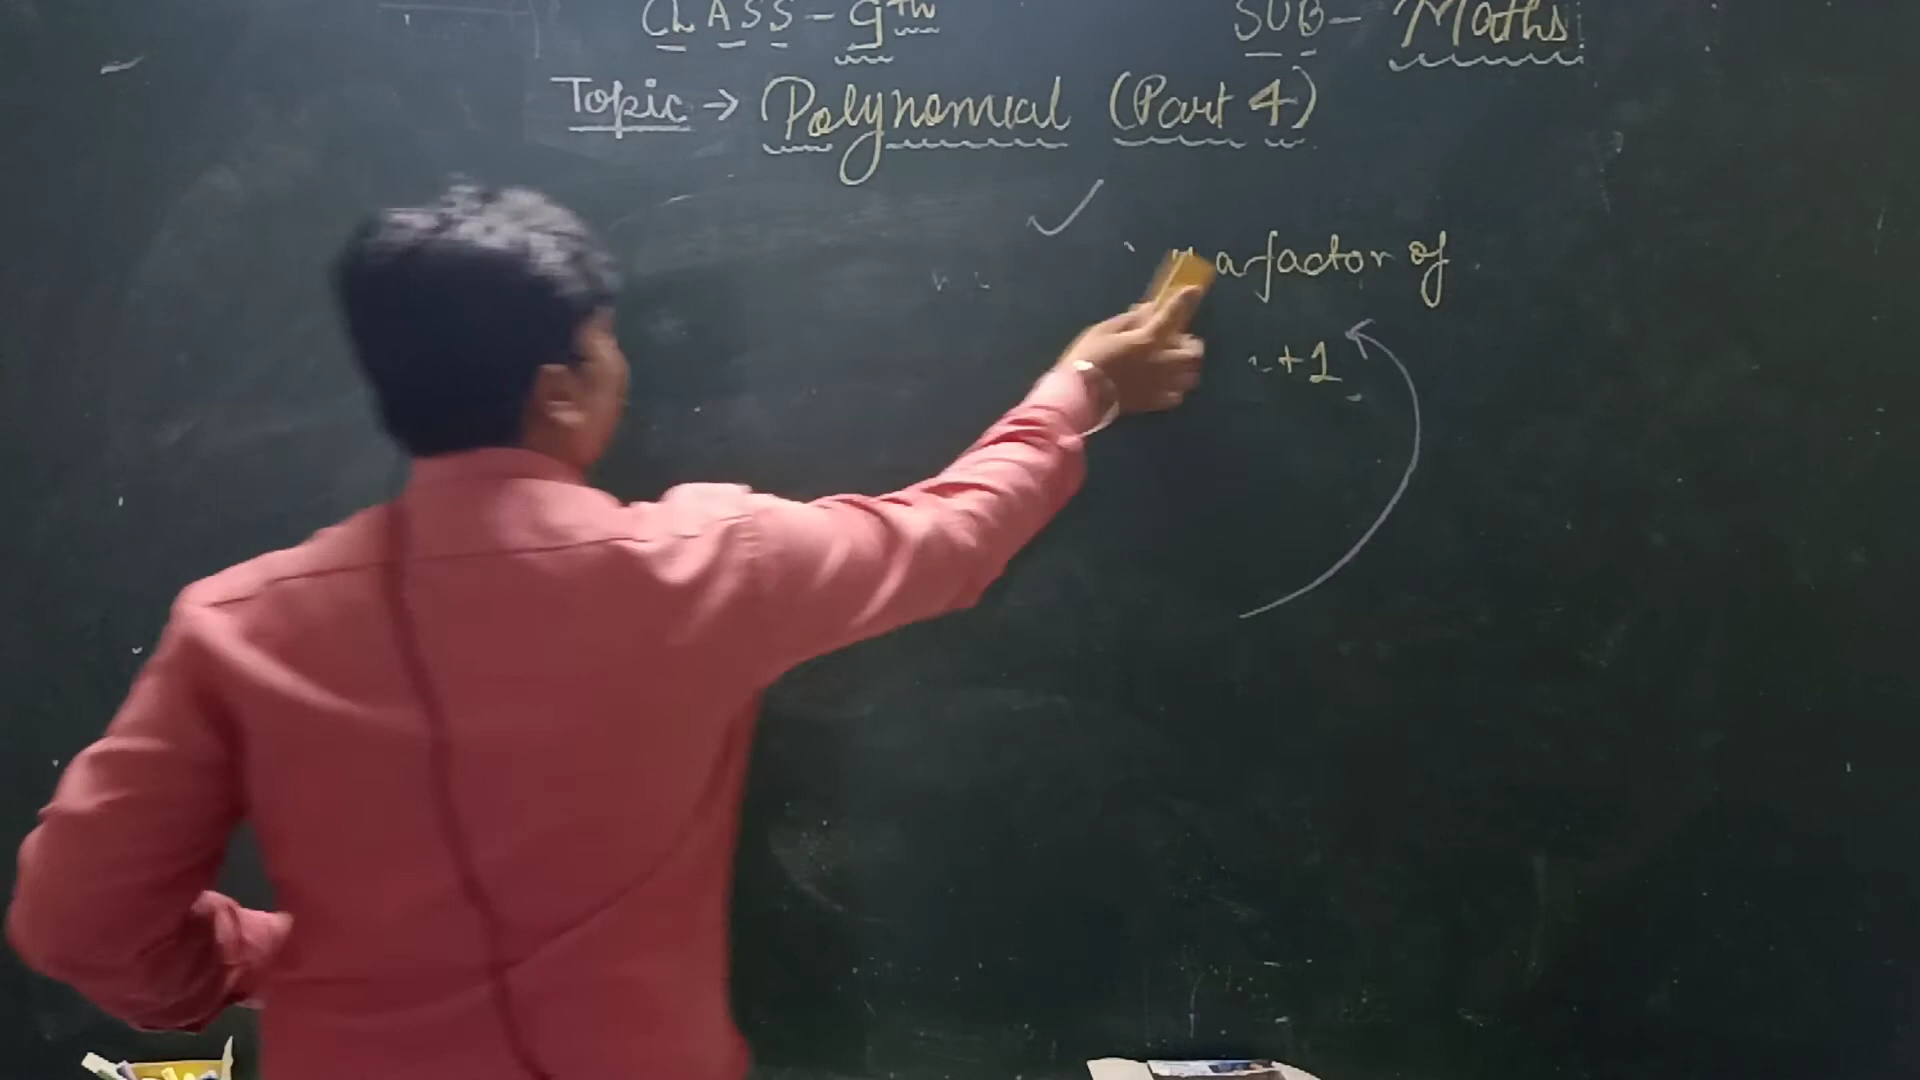 CLASS - 9th SUB - Maths
Topic → Polynomial (Part 4)
a factor of
+1